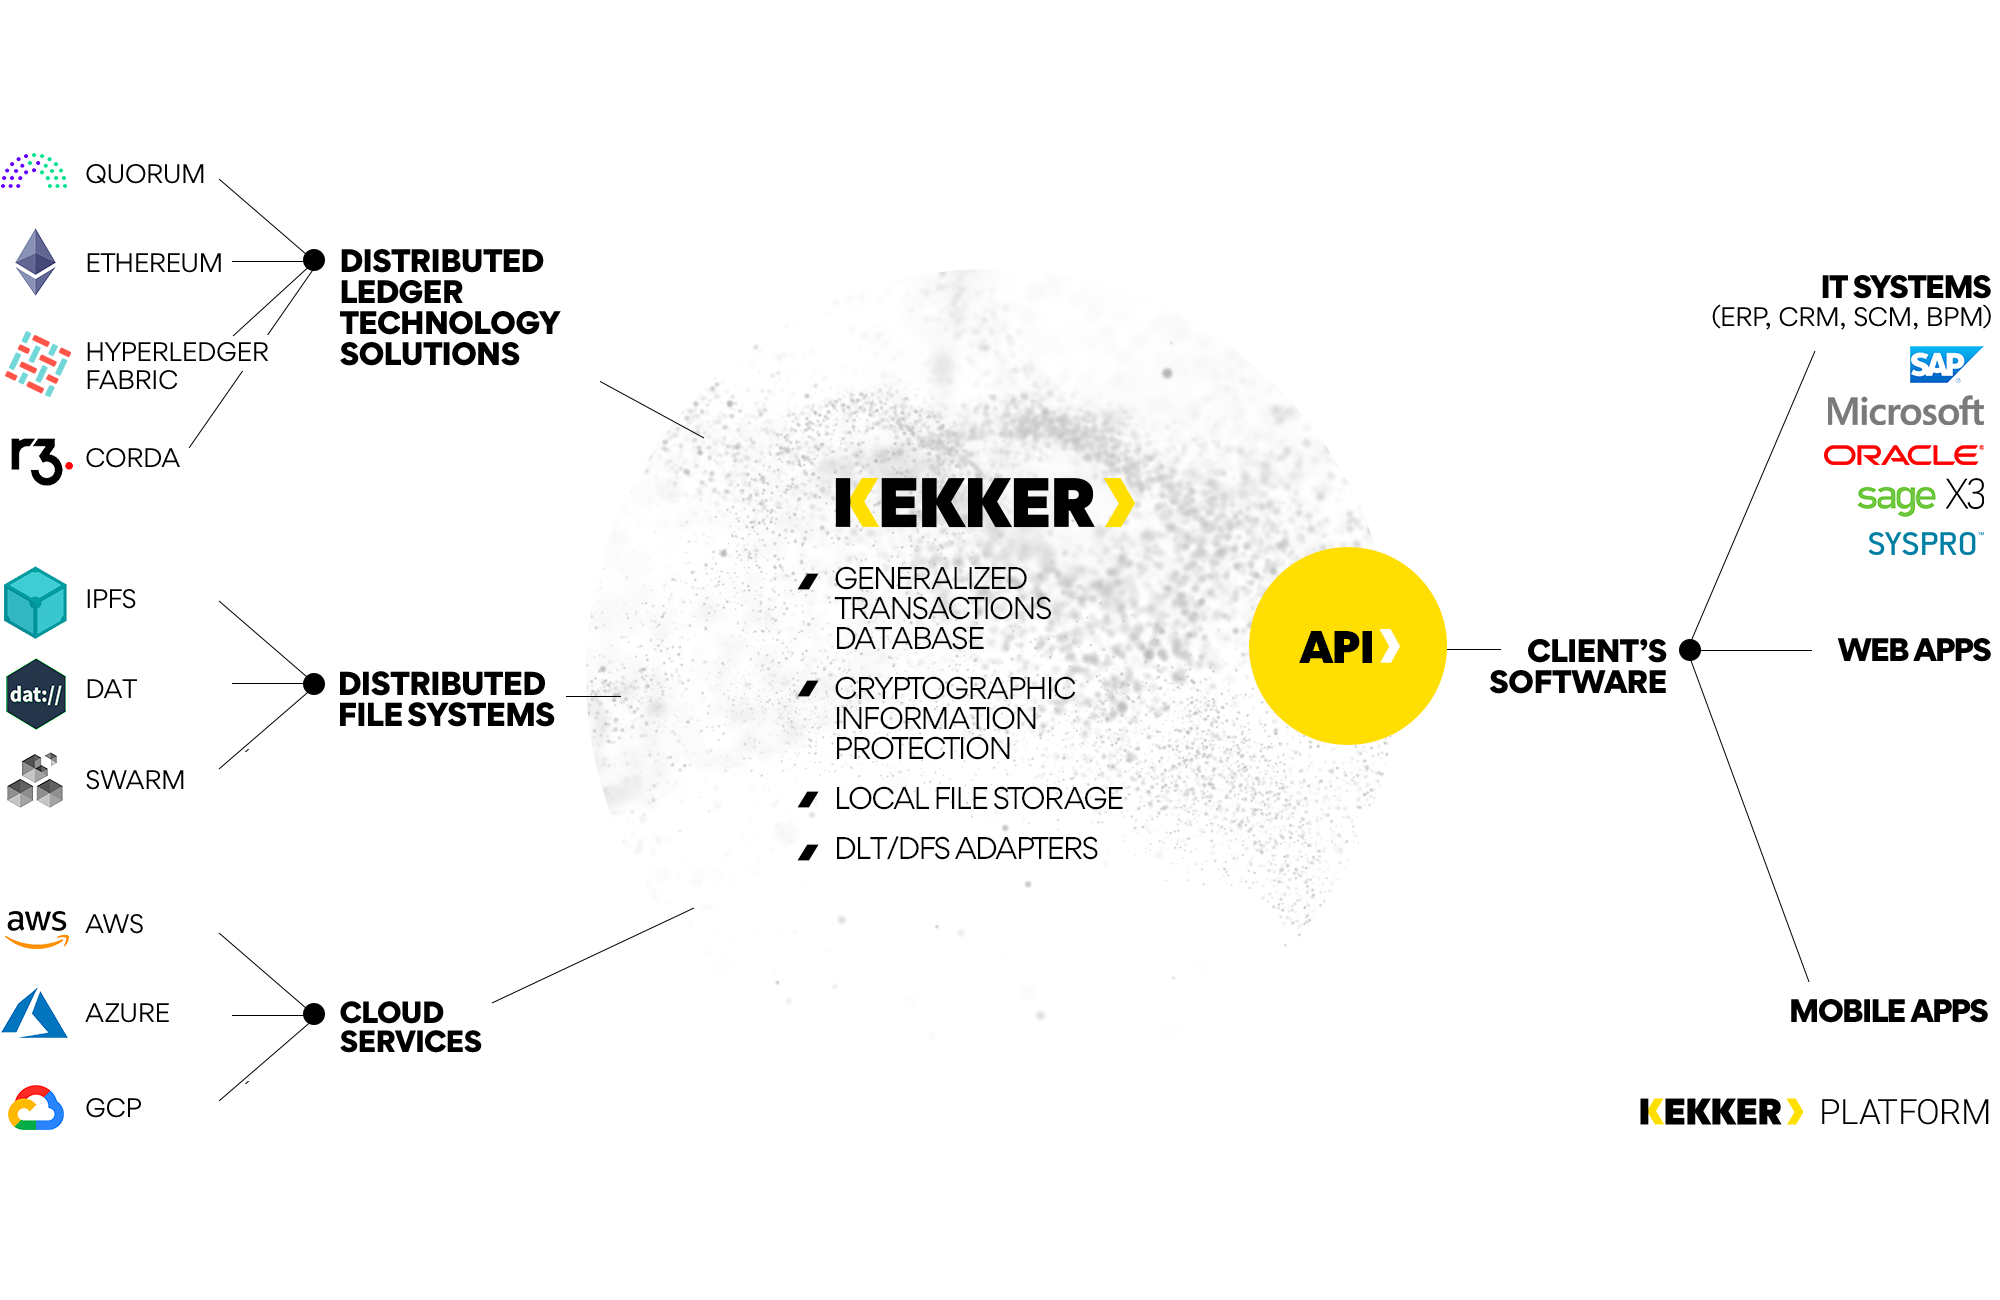 QUORUM
ETHEREUM
HYPERLEDGER
FABRIC
r3.
CORDA
DISTRIBUTED
LEDGER
TECHNOLOGY
SOLUTIONS
IPFS
dat://
DAT
SWARM
DISTRIBUTED
FILE SYSTEMS
aws
AWS
AZURE
GCP
CLOUD
SERVICES
KEKKER
GENERALIZED
TRANSACTIONS
DATABASE
CRYPTOGRAPHIC
INFORMATION
PROTECTION
LOCAL FILE STORAGE
DLT/DFS ADAPTERS
API
CLIENT’S
SOFTWARE
IT SYSTEMS
(ERP, CRM, SCM, BPM)
SAP®
Microsoft
ORACLE®
sage X3
SYSPRO™
WEB APPS
MOBILE APPS
KEKKER PLATFORM